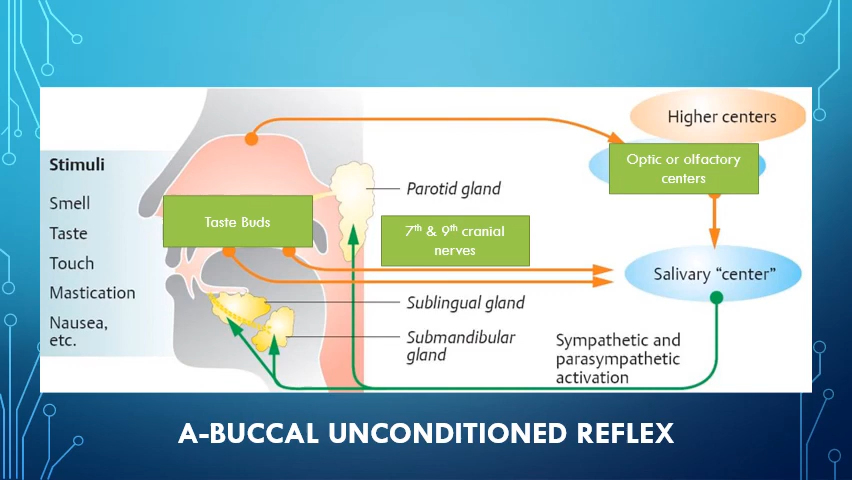 Higher centers
Optic or olfactory
centers
Stimuli
Smell
Taste
Touch
Mastication
Nausea,
etc.
Parotid gland
Taste Buds
7th & 9th cranial
nerves
Salivary “center”
Sublingual gland
Submandibular
gland
Sympathetic and
parasympathetic
activation
A-BUCCAL UNCONDITIONED REFLEX